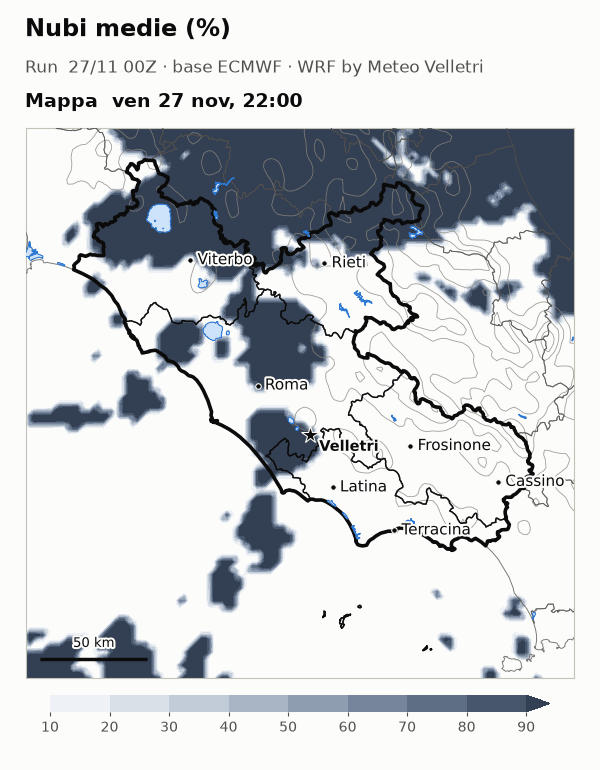 Nubi medie (%)
Run  27/11 00Z · base ECMWF · WRF by Meteo Velletri
Mappa  ven 27 nov, 22:00
Viterbo
Rieti
Roma
Velletri
Frosinone
Cassino
Latina
Terracina
50 km
10 20 30 40 50 60 70 80 90